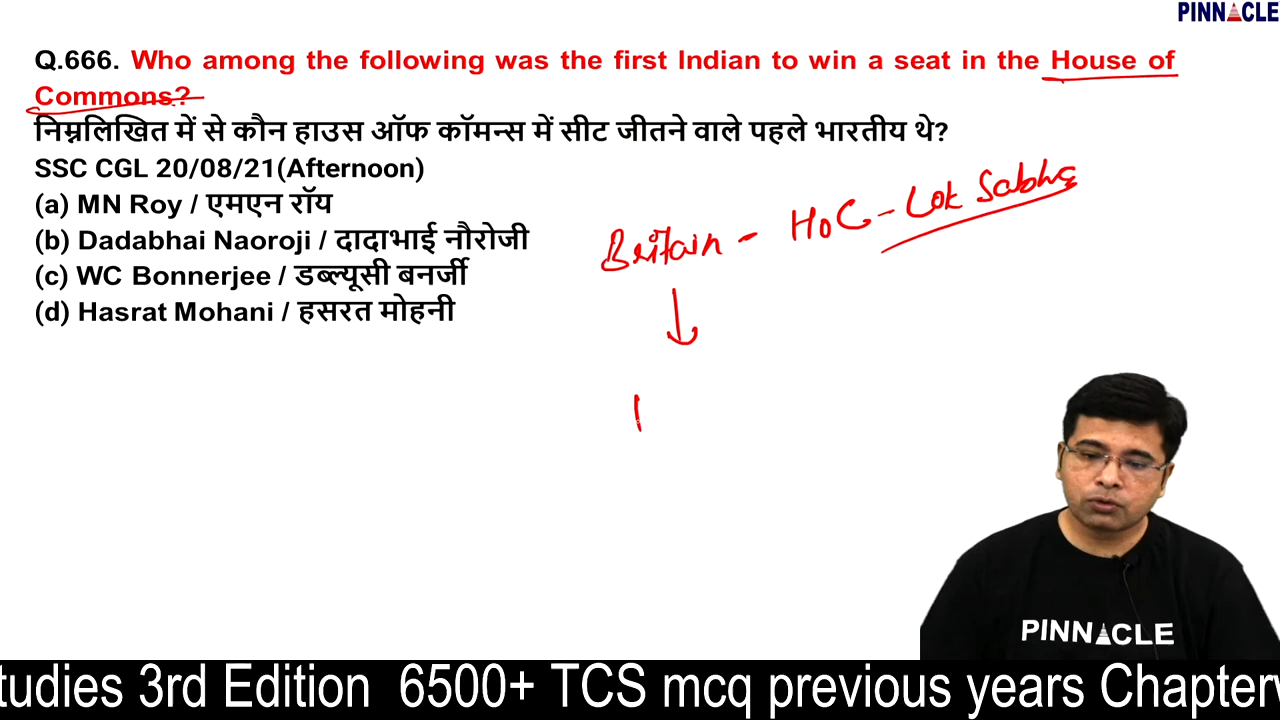 PINNACLE
Q.666. Who among the following was the first Indian to win a seat in the House of
Commons?
निम्नलिखित में से कौन हाउस ऑफ कॉमन्स में सीट जीतने वाले पहले भारतीय थे?
SSC CGL 20/08/21(Afternoon)
(a) MN Roy / एमएन रॉय
(b) Dadabhai Naoroji / दादाभाई नौरोजी
(c) WC Bonnerjee / डब्ल्यूसी बनर्जी
(d) Hasrat Mohani / हसरत मोहनी
Britain - HoC - Lok Sabha
PINNACLE
tudies 3rd Edition 6500+ TCS mcq previous years Chapterw